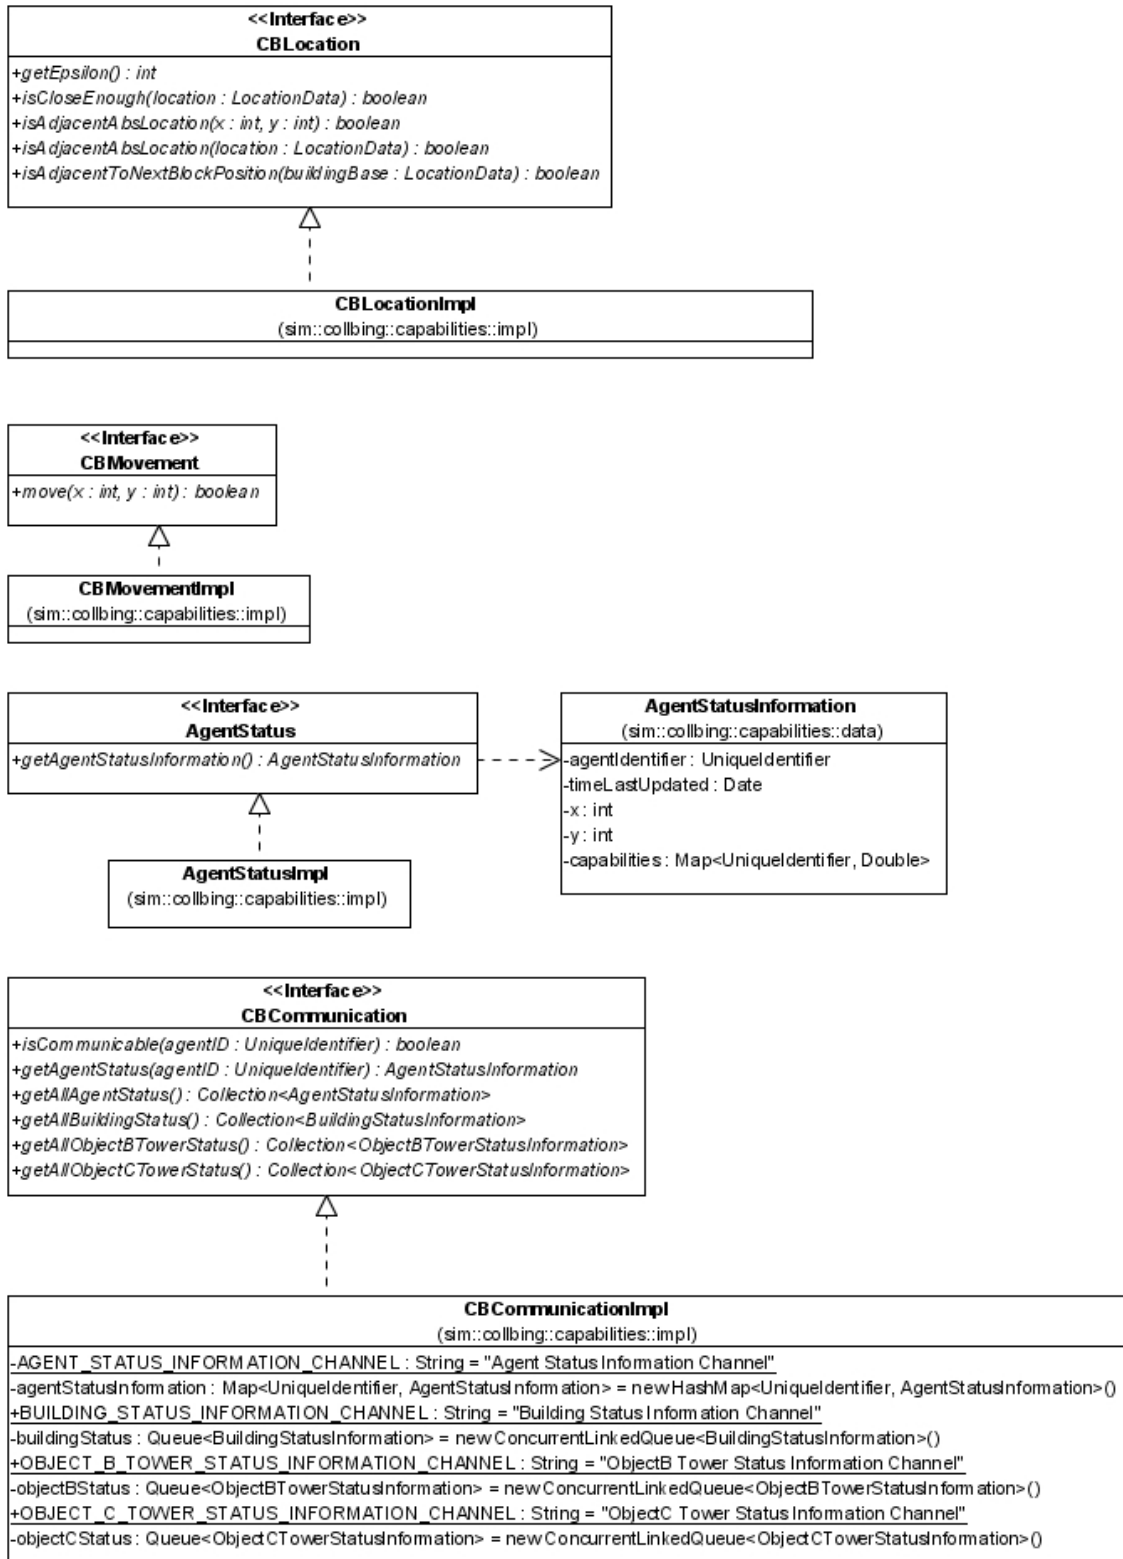 <<Interface>>
CBLocation
+getEpsilon() : int
+isCloseEnough(location : LocationData) : boolean
+isAdjacentAbsLocation(x : int, y : int) : boolean
+isAdjacentAbsLocation(location : LocationData) : boolean
+isAdjacentToNextBlockPosition(buildingBase : LocationData) : boolean
CBLocationImpl
(sim::collbing::capabilities::impl)
<<Interface>>
CBMovement
+move(x : int, y : int) : boolean
CBMovementImpl
(sim::collbing::capabilities::impl)
<<Interface>>
AgentStatus
+getAgentStatusInformation() : AgentStatusInformation
AgentStatusInformation
(sim::collbing::capabilities::data)
-agentIdentifier : UniqueIdentifier
-timeLastUpdated : Date
-x : int
-y : int
-capabilities : Map<UniqueIdentifier, Double>
AgentStatusImpl
(sim::collbing::capabilities::impl)
<<Interface>>
CBCommunication
+isCommunicable(agentID : UniqueIdentifier) : boolean
+getAgentStatus(agentID : UniqueIdentifier) : AgentStatusInformation
+getAllAgentStatus() : Collection<AgentStatusInformation>
+getAllBuildingStatus() : Collection<BuildingStatusInformation>
+getAllObjectBTowerStatus() : Collection<ObjectBTowerStatusInformation>
+getAllObjectCTowerStatus() : Collection<ObjectCTowerStatusInformation>
CBCommunicationImpl
(sim::collbing::capabilities::impl)
-AGENT_STATUS_INFORMATION_CHANNEL : String = "Agent Status Information Channel"
-agentStatusInformation : Map<UniqueIdentifier, AgentStatusInformation> = new HashMap<UniqueIdentifier, AgentStatusInformation>()
+BUILDING_STATUS_INFORMATION_CHANNEL : String = "Building Status Information Channel"
-buildingStatus : Queue<BuildingStatusInformation> = new ConcurrentLinkedQueue<BuildingStatusInformation>()
+OBJECT_B_TOWER_STATUS_INFORMATION_CHANNEL : String = "ObjectB Tower Status Information Channel"
-objectBStatus : Queue<ObjectBTowerStatusInformation> = new ConcurrentLinkedQueue<ObjectBTowerStatusInformation>()
+OBJECT_C_TOWER_STATUS_INFORMATION_CHANNEL : String = "ObjectC Tower Status Information Channel"
-objectCStatus : Queue<ObjectCTowerStatusInformation> = new ConcurrentLinkedQueue<ObjectCTowerStatusInformation>()